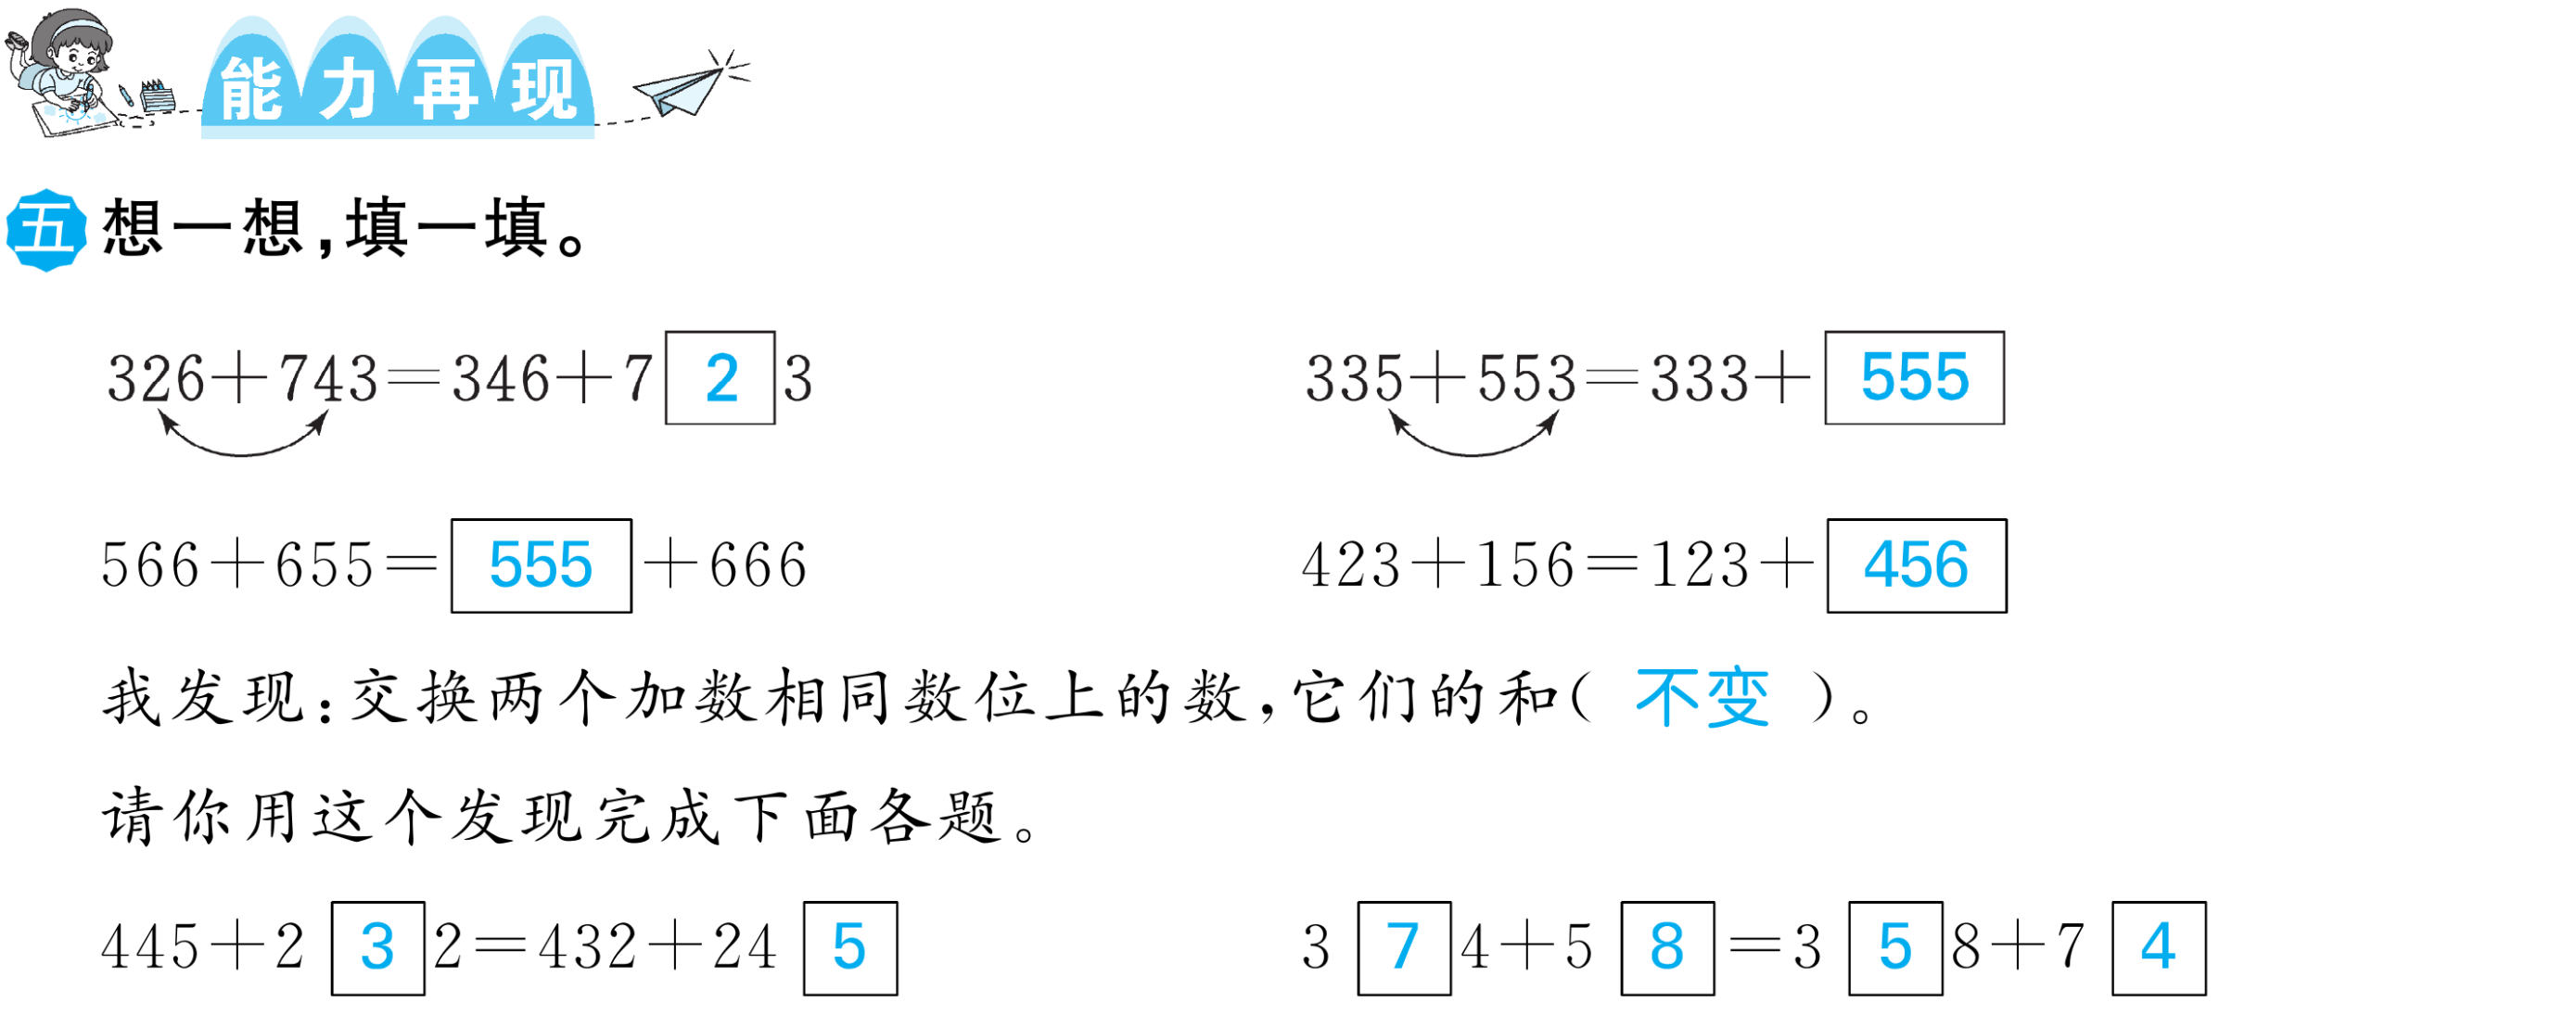 能力再现
五 想一想,填一填。
326+743=346+7 2 3 335+553=333+ 555
566+655= 555 +666 423+156=123+ 456
我发现:交换两个加数相同数位上的数,它们的和( 不变 )。
请你用这个发现完成下面各题。
445+2 3 2=432+24 5 3 7 4+5 8 =3 5 8+7 4